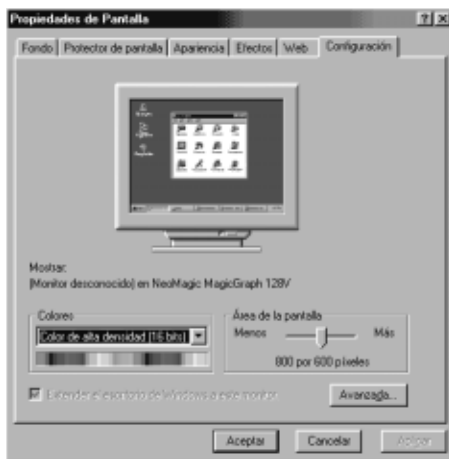 Propiedades de Pantalla
Fondo Protector de pantalla Apariencia Efectos Web Configuración
Mostrar:
(Monitor desconocido) en NeoMagic MagicGraph 128V
Colores
Color de alta densidad (16 bits)
Área de la pantalla
Menos Más
800 por 600 píxeles
Extender el escritorio de Windows a este monitor.
Avanzada...
Aceptar Cancelar Aplicar